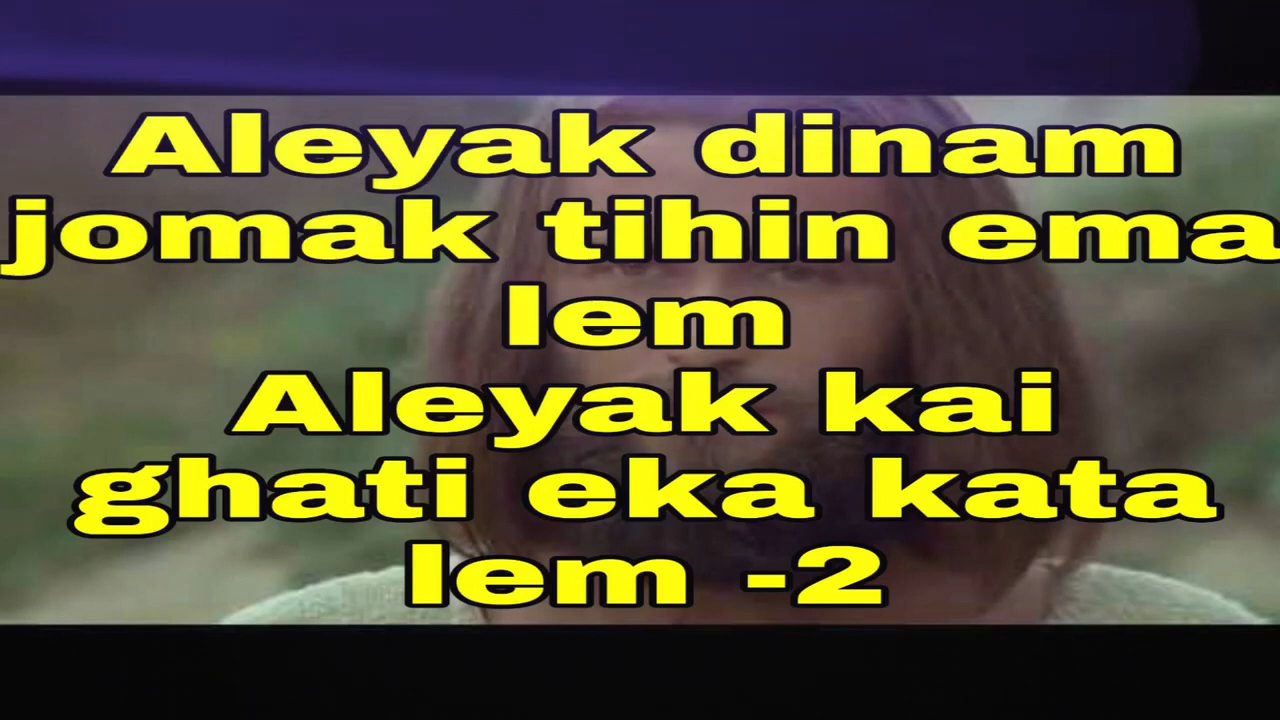 Aleyak dinam
jomak tihin ema
lem
Aleyak kai
ghati eka kata
lem -2